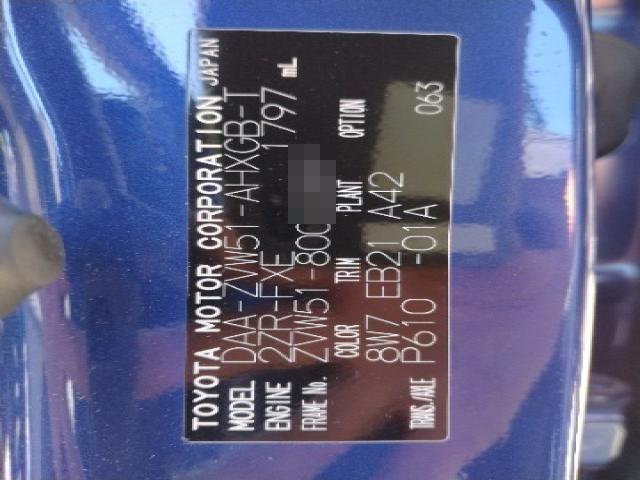 TOYOTA MOTOR CORPORATION JAPAN
MODEL DAA-ZVW51-AHXGB-T
ENGINE 2ZR-FXE 1797 mL
FRAME No. ZVW51-800
COLOR TRIM PLANT OPTION
8W7 EB21 A42
TRANS./AXLE P610 -01A 063